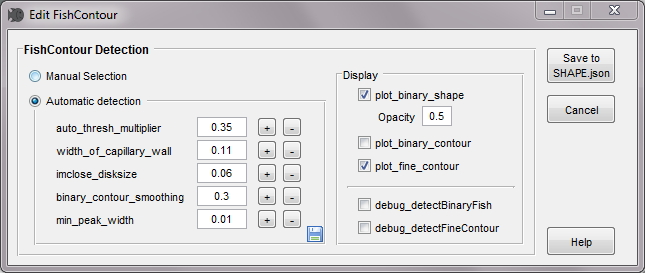 Edit FishContour
FishContour Detection
Manual Selection
Automatic detection
auto_thresh_multiplier 0.35 + -
width_of_capillary_wall 0.11 + -
imclose_disksize 0.06 + -
binary_contour_smoothing 0.3 + -
min_peak_width 0.01 + -
Display
plot_binary_shape
Opacity 0.5
plot_binary_contour
plot_fine_contour
debug_detectBinaryFish
debug_detectFineContour
Save to
SHAPE.json
Cancel
Help